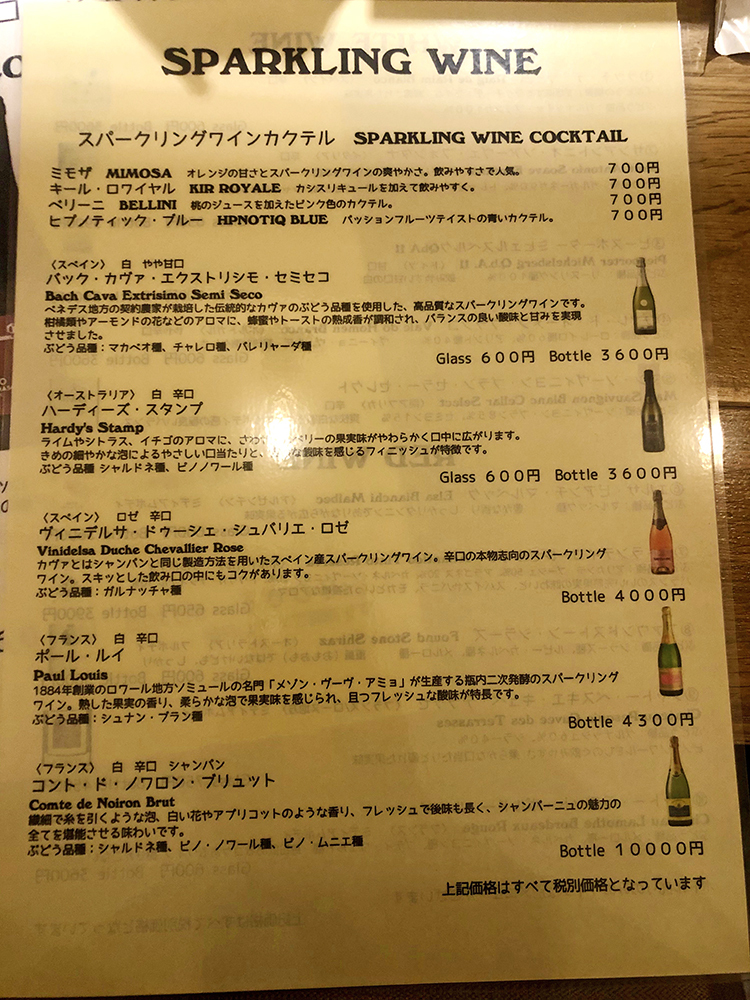 SPARKLING WINE
スパークリングワインカクテル SPARKLING WINE COCKTAIL
ミモザ MIMOSA オレンジの甘さとスパークリングワインの爽やかさ。飲みやすさで人気。 700円
キール・ロワイヤル KIR ROYALE カシスリキュールを加えて飲みやすく。 700円
ベリーニ BELLINI 桃のジュースを加えたピンク色のカクテル。 700円
ヒプノティック・ブルー HPNOTIQ BLUE パッションフルーツテイストの青いカクテル。 700円
〈スペイン〉 白 やや甘口
バック・カヴァ・エクストリシモ・セミセコ
Bach Cava Extrisimo Semi Seco
ペネデス地方の契約農家が栽培した伝統的なカヴァのぶどう品種を使用した、高品質なスパークリングワインです。
柑橘類やアーモンドの花などのアロマに、蜂蜜やトーストの熟成香が調和され、バランスの良い酸味と甘みを実現
させました。
ぶどう品種：マカベオ種、チャレロ種、パレリャーダ種
Glass 600円 Bottle 3600円
〈オーストラリア〉 白 辛口
ハーディーズ・スタンプ
Hardy's Stamp
ライムやシトラス、イチゴのアロマに、さわ ベリーの果実味がやわらかく口中に広がります。
きめの細やかな泡によるやさしい口当たりと、 な酸味を感じるフィニッシュが特徴です。
ぶどう品種 シャルドネ種、ピノノワール種
Glass 600円 Bottle 3600円
〈スペイン〉 ロゼ 辛口
ヴィニデルサ・ドゥーシェ・シュバリエ・ロゼ
Vinidelsa Duche Chevallier Rose
カヴァとはシャンパンと同じ製造方法を用いたスペイン産スパークリングワイン。辛口の本物志向のスパークリング
ワイン。スキッとした飲み口の中にもコクがあります。
ぶどう品種：ガルナッチャ種
Bottle 4000円
〈フランス〉 白 辛口
ポール・ルイ
Paul Louis
1884年創業のロワール地方ソミュールの名門「メゾン・ヴーヴ・アミョ」が生産する瓶内二次発酵のスパークリング
ワイン。熟した果実の香り、柔らかな泡で果実味を感じられ、且つフレッシュな酸味が特長です。
ぶどう品種：シュナン・ブラン種
Bottle 4300円
〈フランス〉 白 辛口 シャンパン
コント・ド・ノワロン・ブリュット
Comte de Noiron Brut
繊細で糸を引くような泡、白い花やアプリコットのような香り、フレッシュで後味も長く、シャンパーニュの魅力の
全てを堪能させる味わいです。
ぶどう品種：シャルドネ種、ピノ・ノワール種、ピノ・ムニエ種
Bottle 10000円
上記価格はすべて税別価格となっています